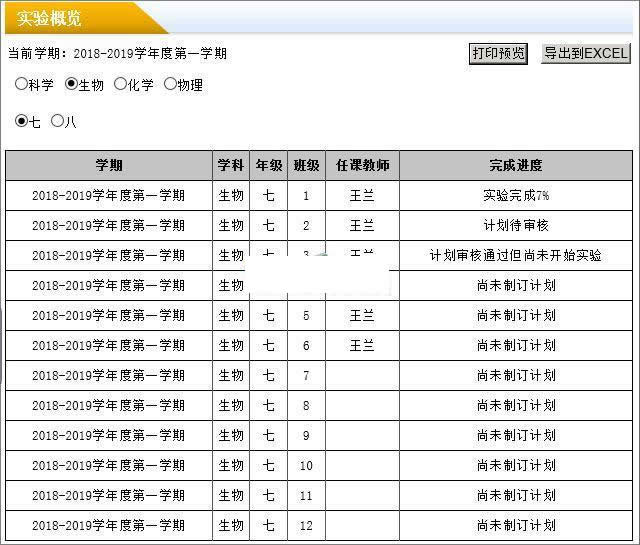 实验概览
当前学期：2018-2019学年度第一学期 打印预览 导出到EXCEL
科学 生物 化学 物理
七 八
学期 学科 年级 班级 任课教师 完成进度
2018-2019学年度第一学期 生物 七 1 王兰 实验完成7%
2018-2019学年度第一学期 生物 七 2 王兰 计划待审核
2018-2019学年度第一学期 生物 七 3 王兰 计划审核通过但尚未开始实验
2018-2019学年度第一学期 生物 尚未制订计划
2018-2019学年度第一学期 生物 七 5 王兰 尚未制订计划
2018-2019学年度第一学期 生物 七 6 王兰 尚未制订计划
2018-2019学年度第一学期 生物 七 7 尚未制订计划
2018-2019学年度第一学期 生物 七 8 尚未制订计划
2018-2019学年度第一学期 生物 七 9 尚未制订计划
2018-2019学年度第一学期 生物 七 10 尚未制订计划
2018-2019学年度第一学期 生物 七 11 尚未制订计划
2018-2019学年度第一学期 生物 七 12 尚未制订计划